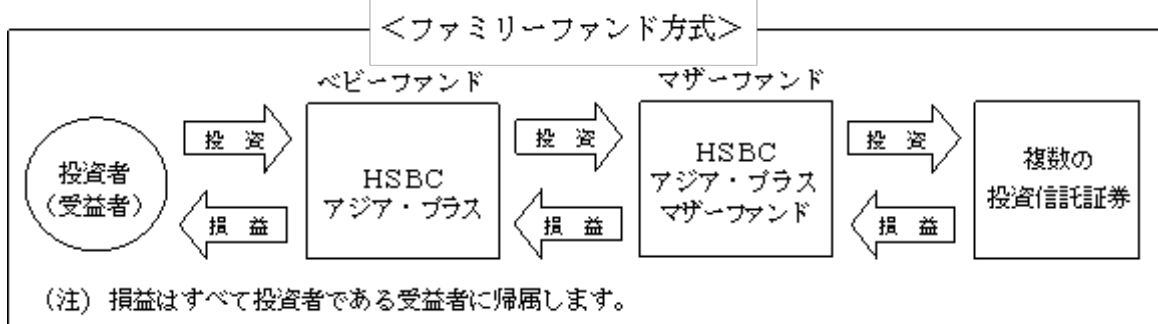 ＜ファミリーファンド方式＞
ベビーファンド
マザーファンド
投資
投資
投資
投資者
（受益者）
HSBC
アジア・プラス
HSBC
アジア・プラス
マザーファンド
複数の
投資信託証券
損益
損益
損益
（注）損益はすべて投資者である受益者に帰属します。